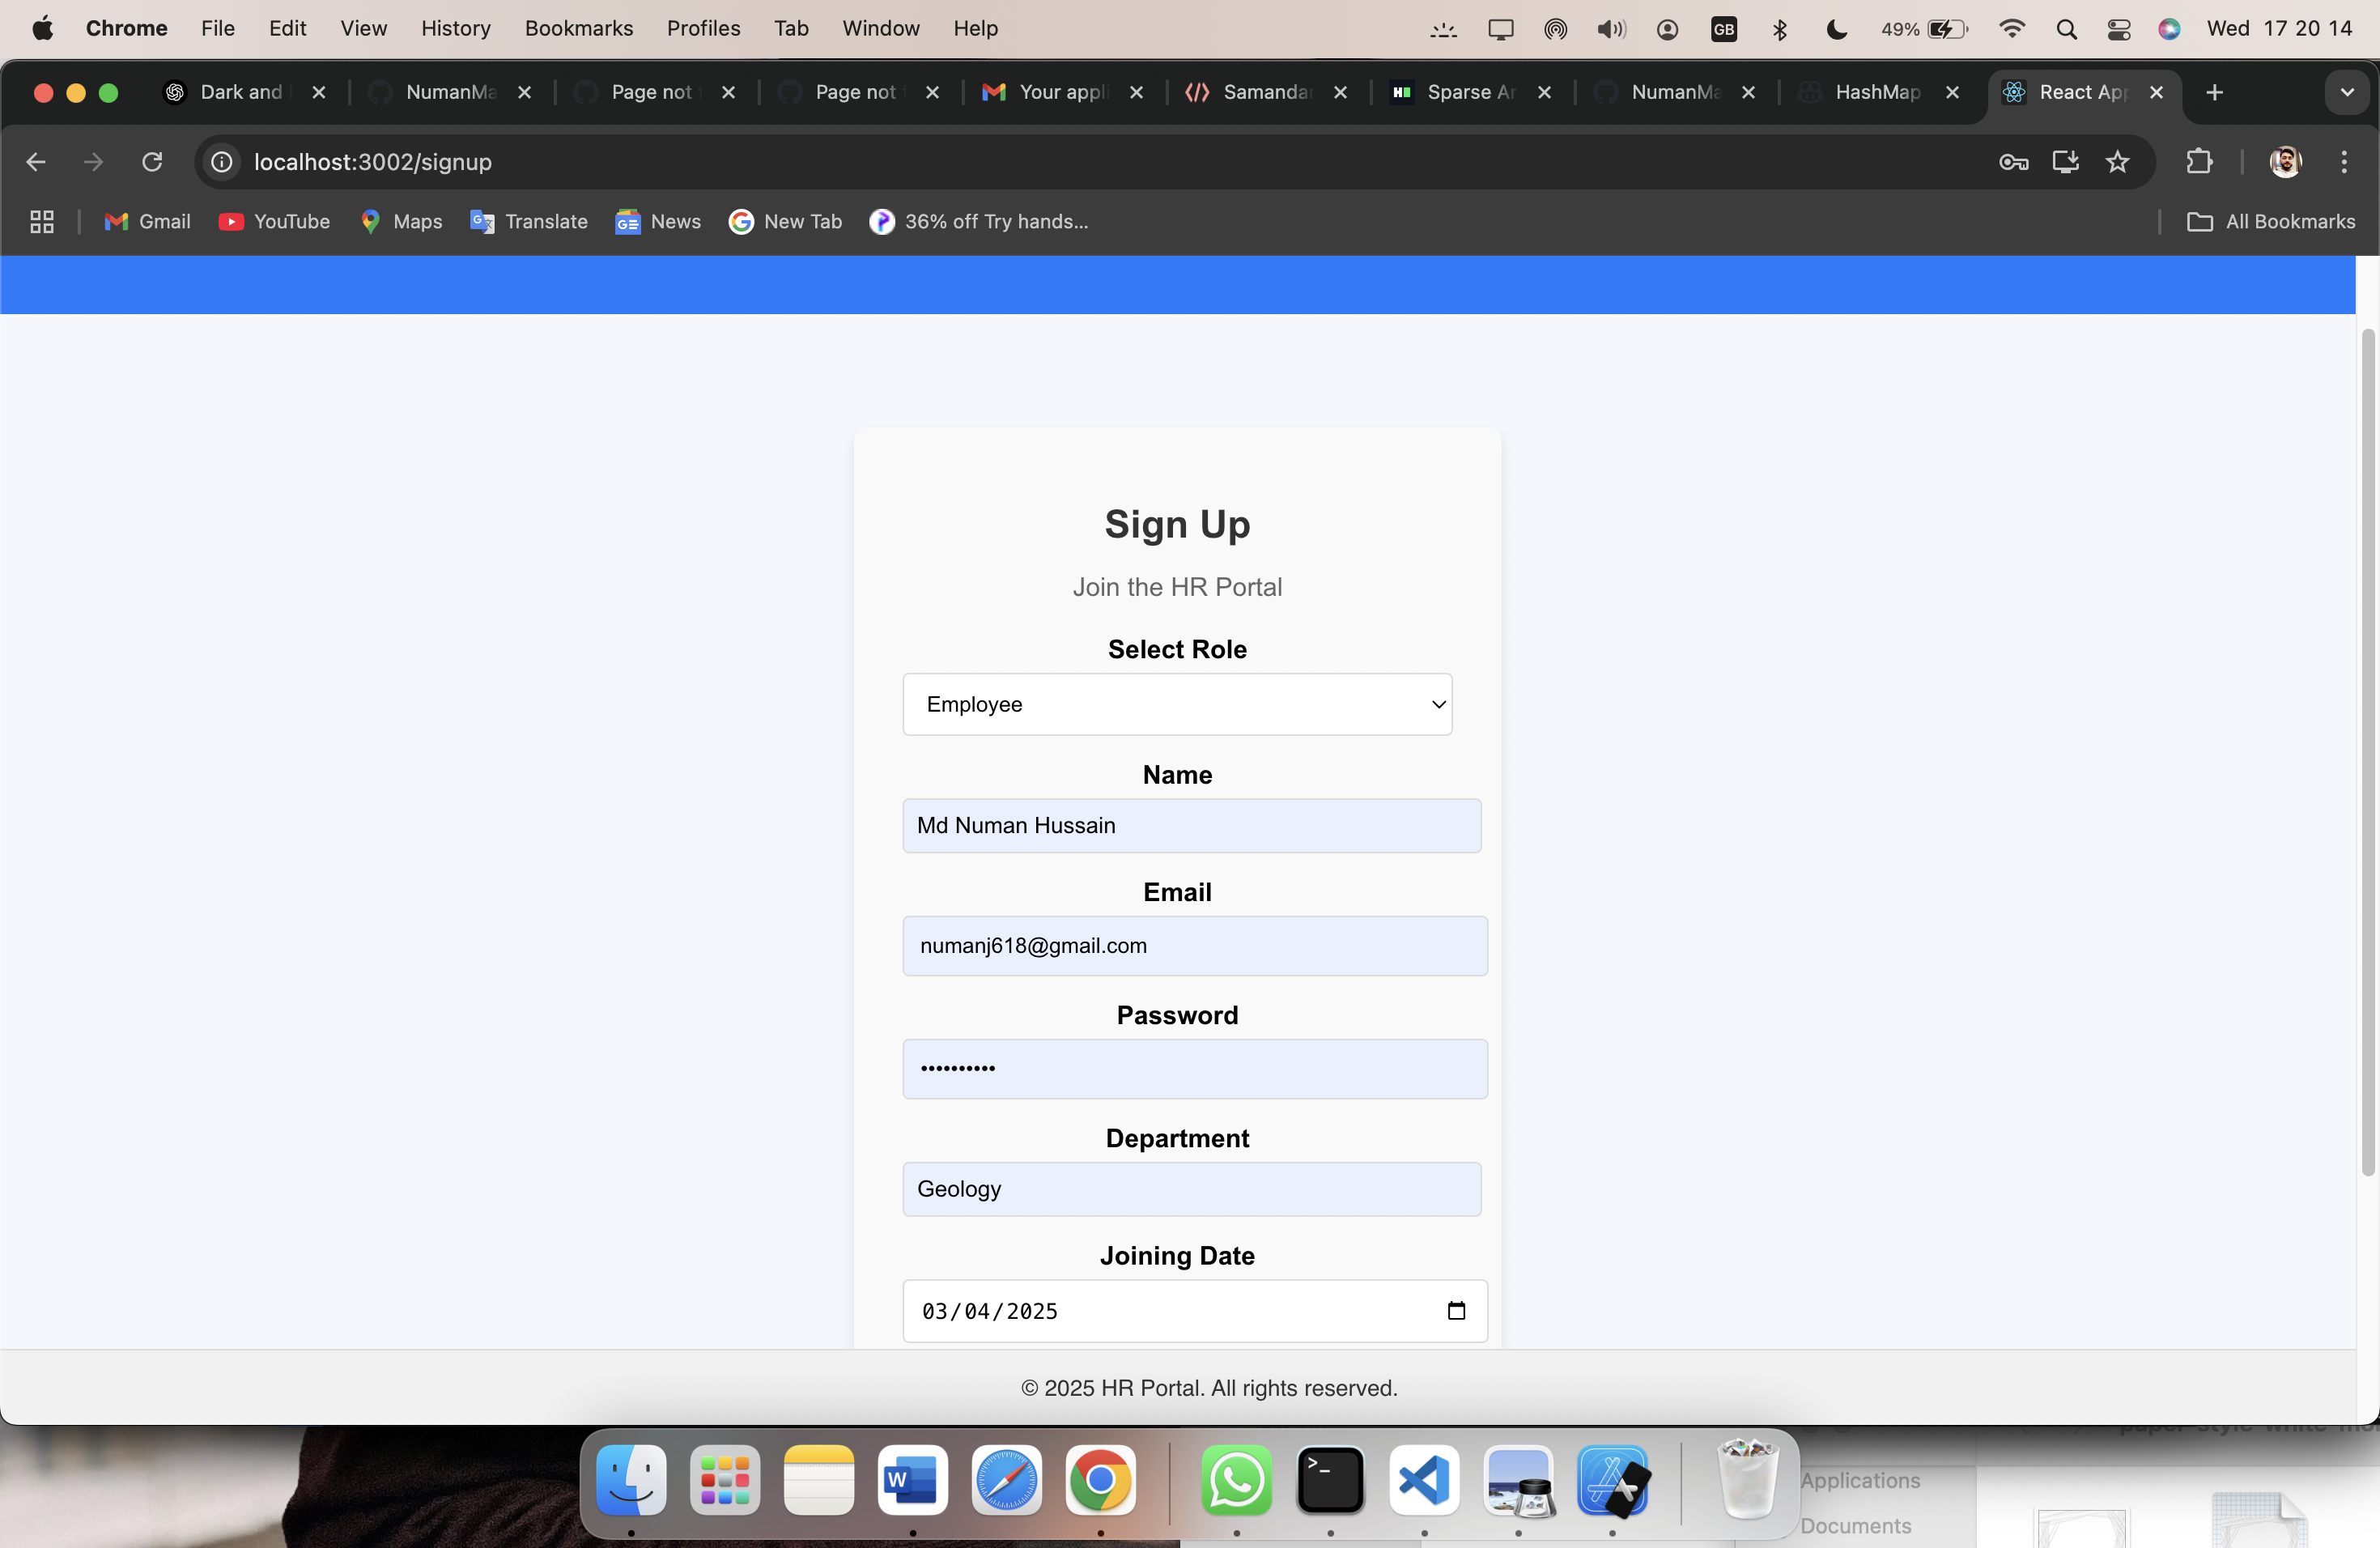 Chrome File Edit View History Bookmarks Profiles Tab Window Help GB 49% Wed 17 20 14
Dark and NumanMa Page not Page not Your appli Samandar Sparse Ar NumanMa HashMap React App
localhost:3002/signup
Gmail YouTube Maps Translate News New Tab 36% off Try hands... All Bookmarks
Sign Up
Join the HR Portal
Select Role
Employee
Name
Md Numan Hussain
Email
numanj618@gmail.com
Password
••••••••••
Department
Geology
Joining Date
03/04/2025
© 2025 HR Portal. All rights reserved.
Applications
Documents